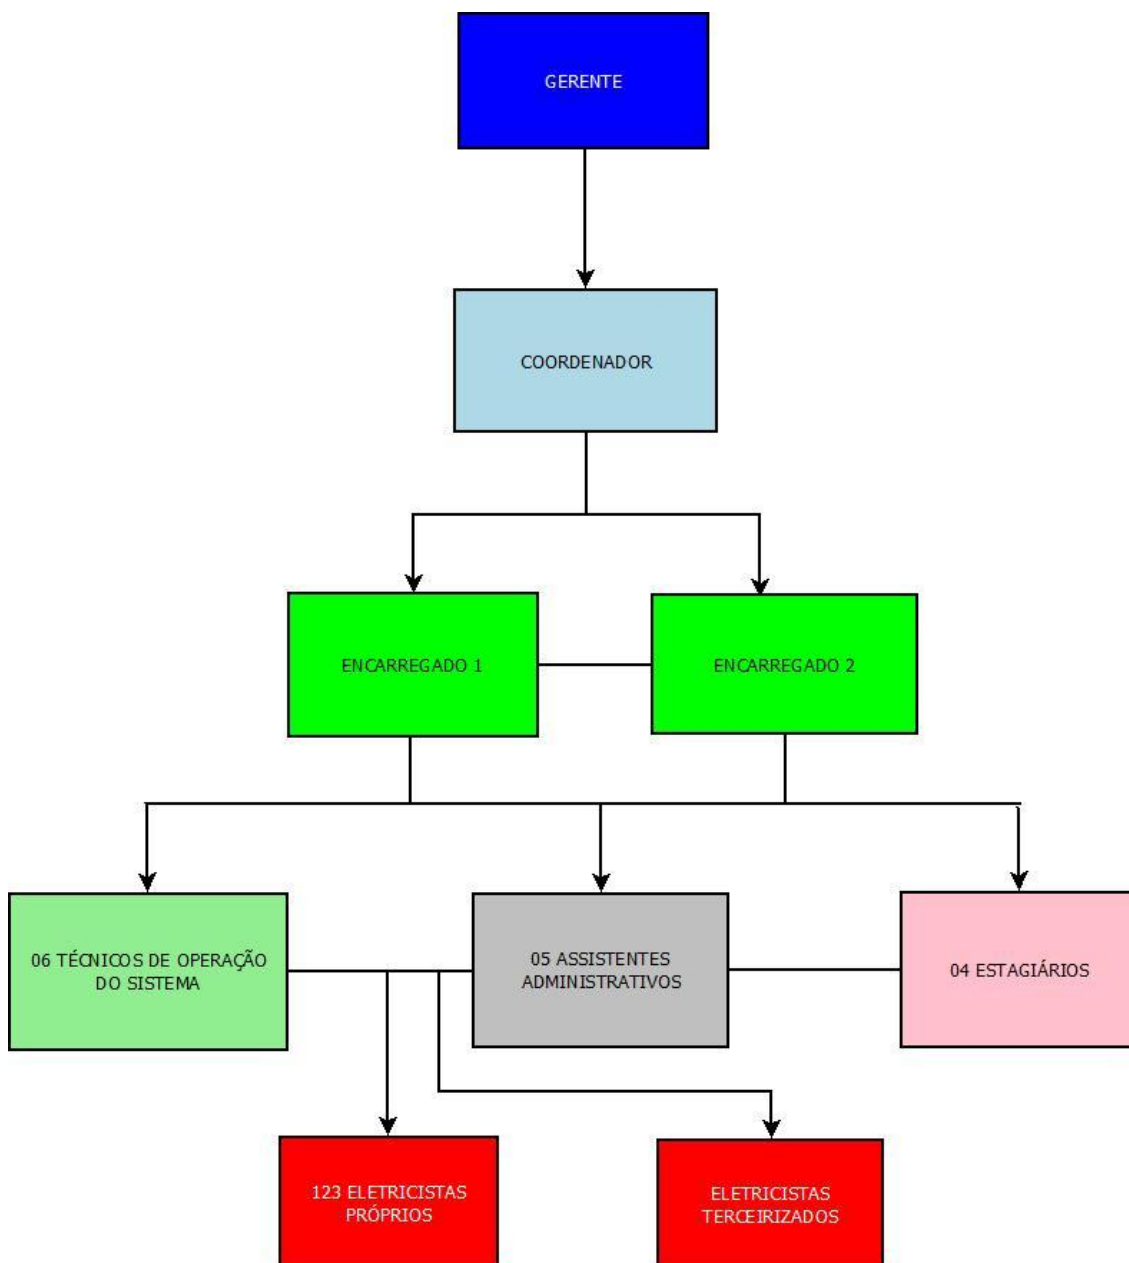 GERENTE
COORDENADOR
ENCARREGADO 1
ENCARREGADO 2
06 TÉCNICOS DE OPERAÇÃO
DO SISTEMA
05 ASSISTENTES
ADMINISTRATIVOS
04 ESTAGIÁRIOS
123 ELETRICISTAS
PRÓPRIOS
ELETRICISTAS
TERCEIRIZADOS